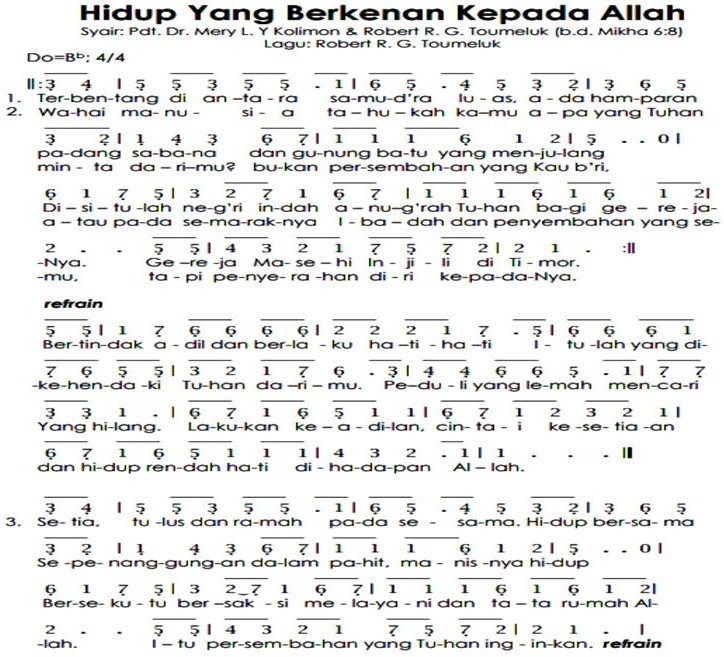 Hidup Yang Berkenan Kepada Allah
Syair: Pdt. Dr. Mery L. Y Kolimon & Robert R. G. Toumeluk (b.d. Mikha 6:8)
Lagu: Robert R. G. Toumeluk
Do=Bb; 4/4
||: 3 4 | 5 5 3 5 5 . 1 | 6 5 . 4 5 3 2 | 3 6 5
1. Ter-ben-tang di an –ta - ra sa-mu-d'ra lu - as, a - da ham-paran
2. Wa-hai ma- nu - si - a ta – hu – kah ka–mu a – pa yang Tuhan
3 2 | 1 4 3 6 7 | 1 1 1 6 1 2 | 5 . . 0 |
pa-dang sa-ba-na dan gu-nung ba-tu yang men-ju-lang
min - ta da – ri–mu? bu-kan per-sembah-an yang Kau b'ri,
6 1 7 5 | 3 2 7 1 6 7 | 1 1 1 6 1 6 1 2 |
Di – si – tu -lah ne-g'ri in-dah a – nu–g'rah Tu-han ba-gi ge – re - ja-
a – tau pa-da se-ma-rak-nya I - ba – dah dan penyembahan yang se-
2 . . 5 5 | 4 3 2 1 7 5 7 2 | 2 1 . :||
-Nya. Ge –re -ja Ma- se – hi In - ji - li di Ti - mor.
-mu, ta - pi pe-nye- ra -han di - ri ke-pa-da-Nya.
refrain
5 5 | 1 7 6 6 6 6 | 2 2 2 1 7 . 5 | 6 6 6 1
Ber-tin-dak a - dil dan ber-la - ku ha –ti - ha –ti I - tu -lah yang di-
7 6 5 5 | 3 2 1 7 6 . 3 | 4 4 6 6 5 . 1 | 7 7
-ke-hen-da -ki Tu-han da –ri – mu. Pe–du - li yang le-mah men-ca-ri
3 3 1 . | 6 7 1 6 5 1 1 | 6 7 1 2 3 2 1 |
Yang hi-lang. La-ku-kan ke – a - di-lan, cin- ta - i ke -se- tia -an
6 7 1 6 5 1 1 1 | 4 3 2 . 1 | 1 . . . ||
dan hi-dup ren-dah ha-ti di - ha-da-pan Al – lah.
3 4 | 5 5 3 5 5 . 1 | 6 5 . 4 5 3 2 | 3 6 5
3. Se- tia, tu -lus dan ra-mah pa-da se - sa-ma. Hi-dup ber-sa- ma
3 2 | 1 4 3 6 7 | 1 1 1 6 1 2 | 5 . . 0 |
Se -pe- nang-gung-an da-lam pa-hit, ma - nis -nya hi-dup
6 1 7 5 | 3 2 7 1 6 7 | 1 1 1 6 1 6 1 2 |
Ber-se- ku - tu ber –sak - si me - la-ya - ni dan ta – ta ru-mah Al-
2 . . 5 5 | 4 3 2 1 7 5 7 2 | 2 1 . |
-lah. I – tu per-sem-ba-han yang Tu-han ing - in-kan. refrain